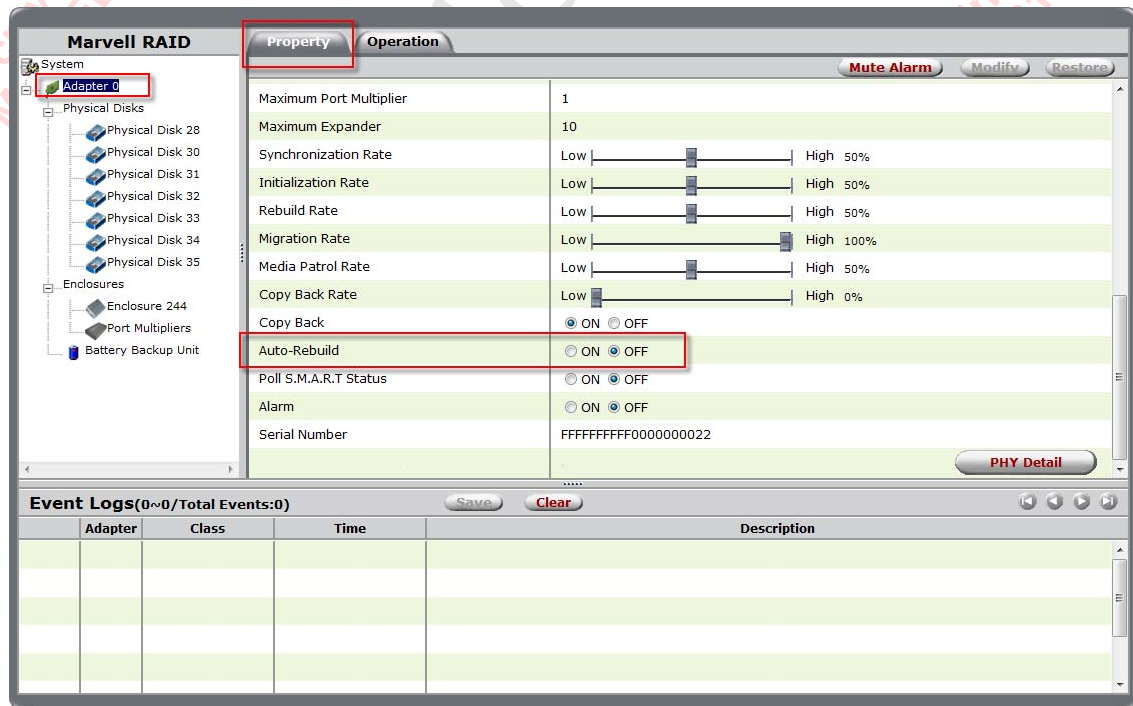 Marvell RAID
System
Adapter 0
Physical Disks
Physical Disk 28
Physical Disk 30
Physical Disk 31
Physical Disk 32
Physical Disk 33
Physical Disk 34
Physical Disk 35
Enclosures
Enclosure 244
Port Multipliers
Battery Backup Unit
Property Operation
Mute Alarm Modify Restore
Maximum Port Multiplier 1
Maximum Expander 10
Synchronization Rate Low High 50%
Initialization Rate Low High 50%
Rebuild Rate Low High 50%
Migration Rate Low High 100%
Media Patrol Rate Low High 50%
Copy Back Rate Low High 0%
Copy Back ON OFF
Auto-Rebuild ON OFF
Poll S.M.A.R.T Status ON OFF
Alarm ON OFF
Serial Number FFFFFFFFFF0000000022
PHY Detail
Event Logs(0~0/Total Events:0) Save Clear
Adapter Class Time Description